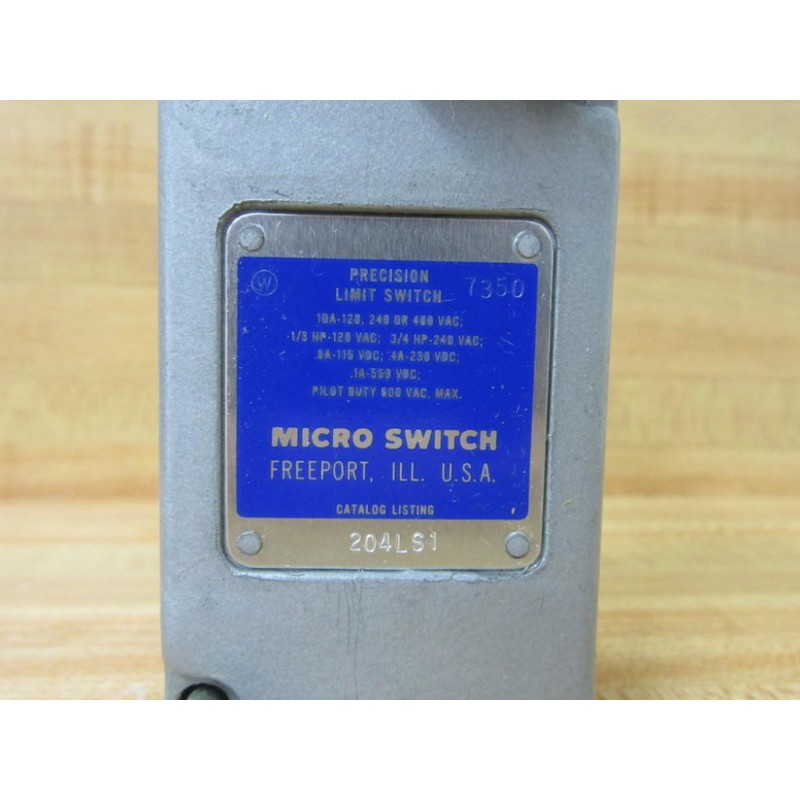 W
PRECISION
LIMIT SWITCH 7350
10A-120, 240 OR 480 VAC;
1/3 HP-120 VAC; 3/4 HP-240 VAC;
.8A-115 VDC; .4A-230 VDC;
.1A-550 VDC;
PILOT DUTY 600 VAC. MAX.
MICRO SWITCH
FREEPORT, ILL. U.S.A.
CATALOG LISTING
204LS1